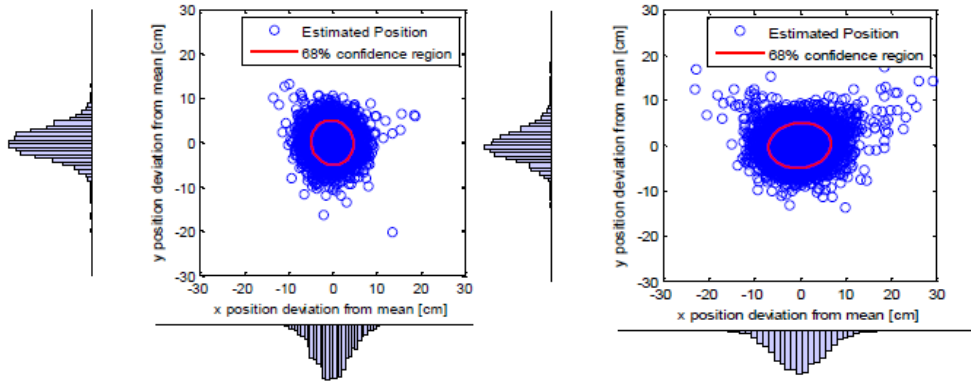 30
20
10
0
-10
-20
-30
y position deviation from mean [cm]
Estimated Position
68% confidence region
-30 -20 -10 0 10 20 30
x position deviation from mean [cm]
30
20
10
0
-10
-20
-30
y position deviation from mean [cm]
Estimated Position
68% confidence region
-30 -20 -10 0 10 20 30
x position deviation from mean [cm]